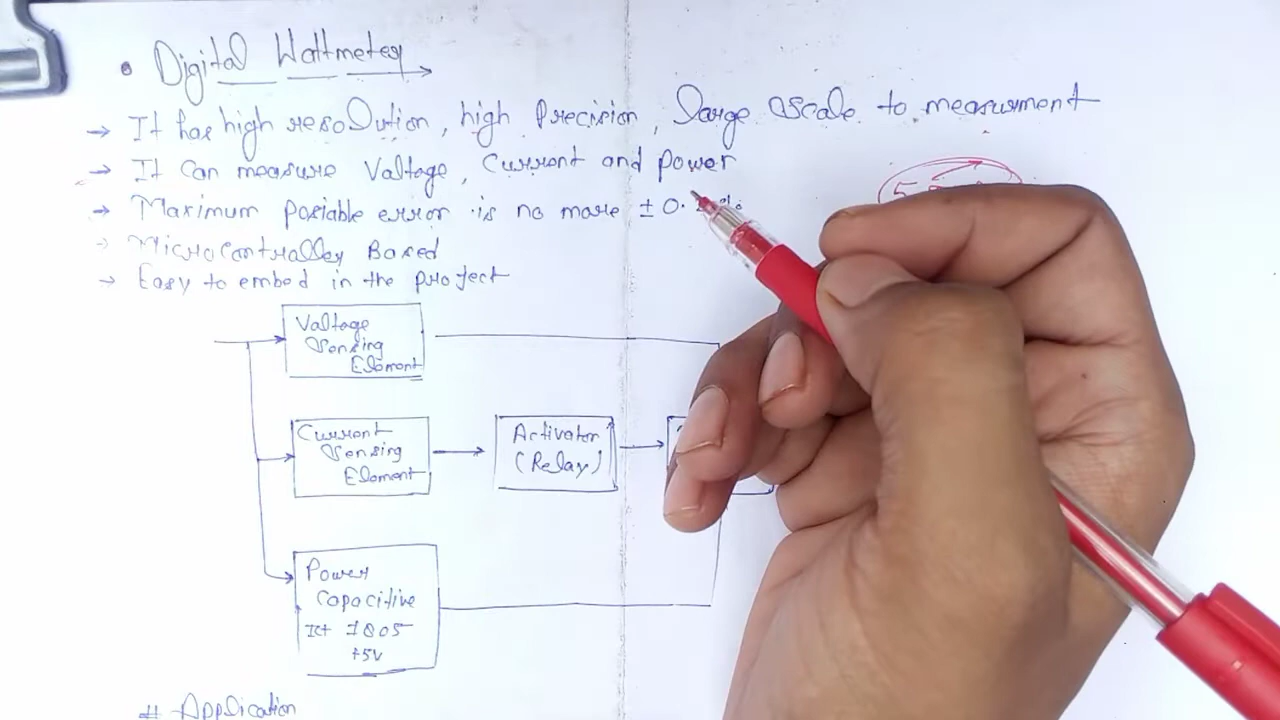 • Digital Wattmeter
→ It has high resolution, high Precision, large scale to measurment
→ It can measure Voltage, Current and power
→ Maximum posiable error is no more ± 0.
→ Microcontroller Based
→ Easy to embed in the project
Voltage
Sensing
Element
Current
Sensing
Element
Activator
(Relay)
Power
Capacitive
+5V
# Application